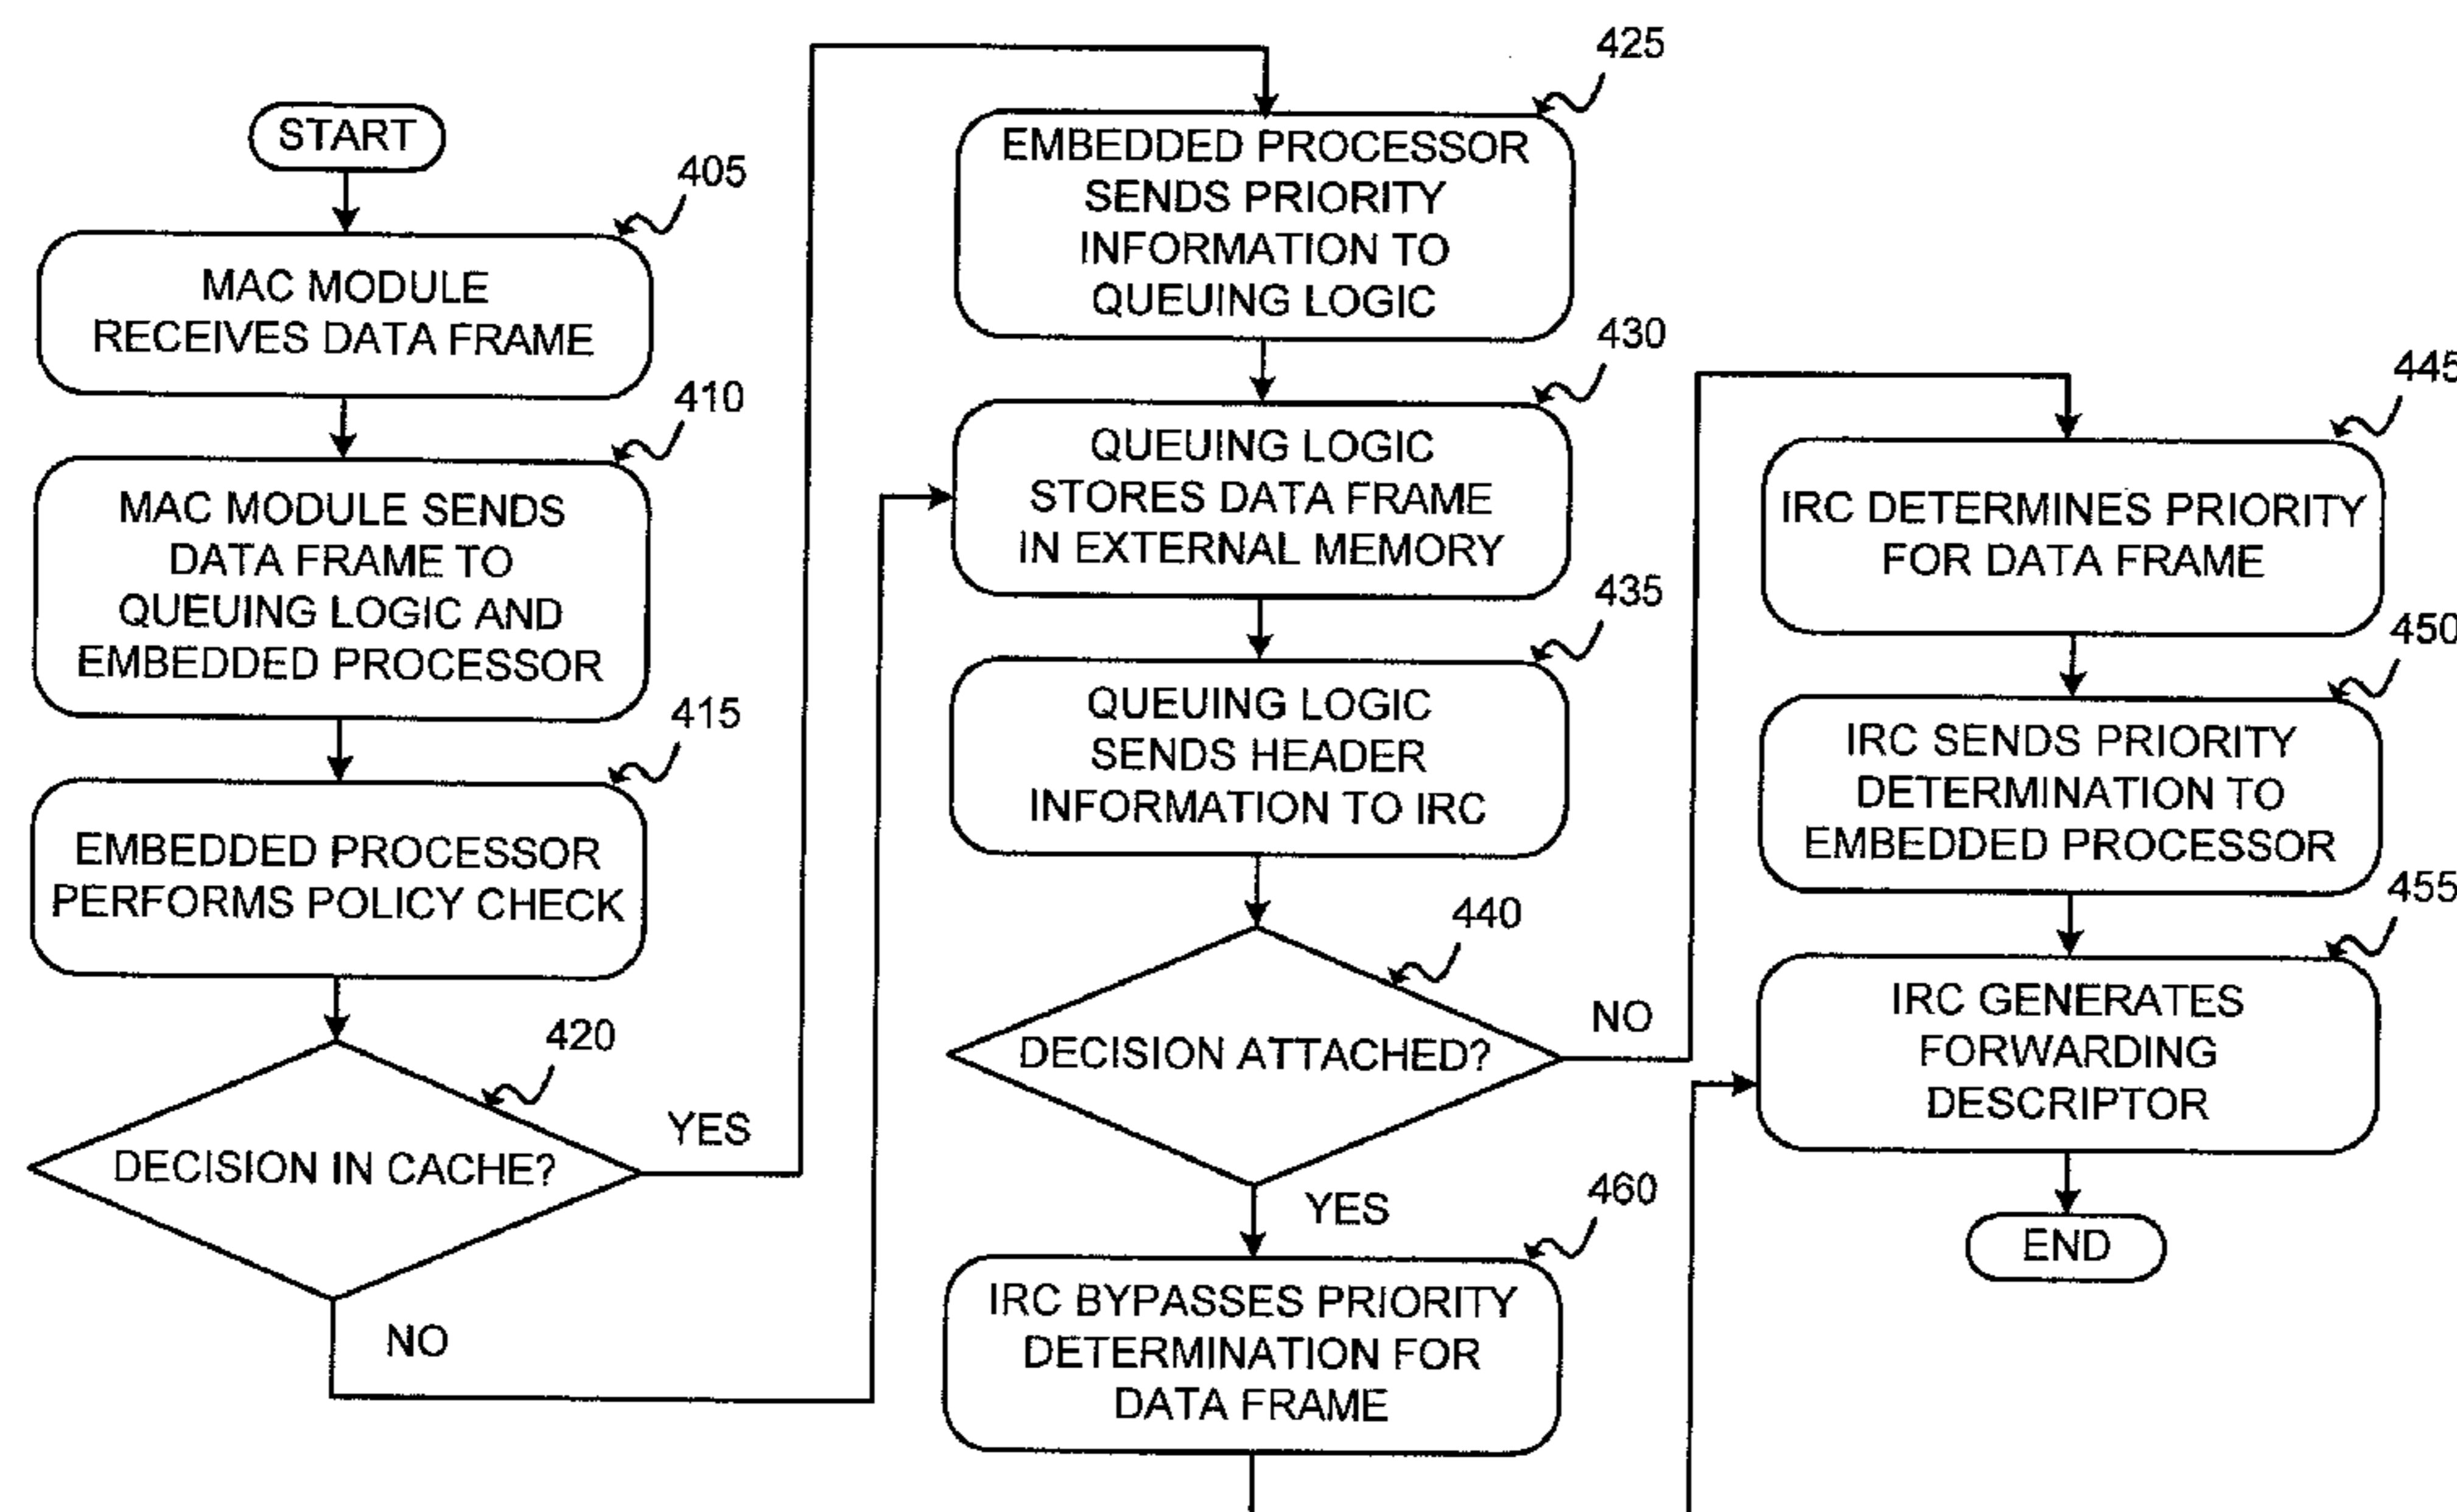 START
405
MAC MODULE
RECEIVES DATA FRAME
410
MAC MODULE SENDS
DATA FRAME TO
QUEUING LOGIC AND
EMBEDDED PROCESSOR
415
EMBEDDED PROCESSOR
PERFORMS POLICY CHECK
420
DECISION IN CACHE?
YES
NO
425
EMBEDDED PROCESSOR
SENDS PRIORITY
INFORMATION TO
QUEUING LOGIC
430
QUEUING LOGIC
STORES DATA FRAME
IN EXTERNAL MEMORY
435
QUEUING LOGIC
SENDS HEADER
INFORMATION TO IRC
440
DECISION ATTACHED?
NO
YES
460
IRC BYPASSES PRIORITY
DETERMINATION FOR
DATA FRAME
445
IRC DETERMINES PRIORITY
FOR DATA FRAME
450
IRC SENDS PRIORITY
DETERMINATION TO
EMBEDDED PROCESSOR
455
IRC GENERATES
FORWARDING
DESCRIPTOR
END